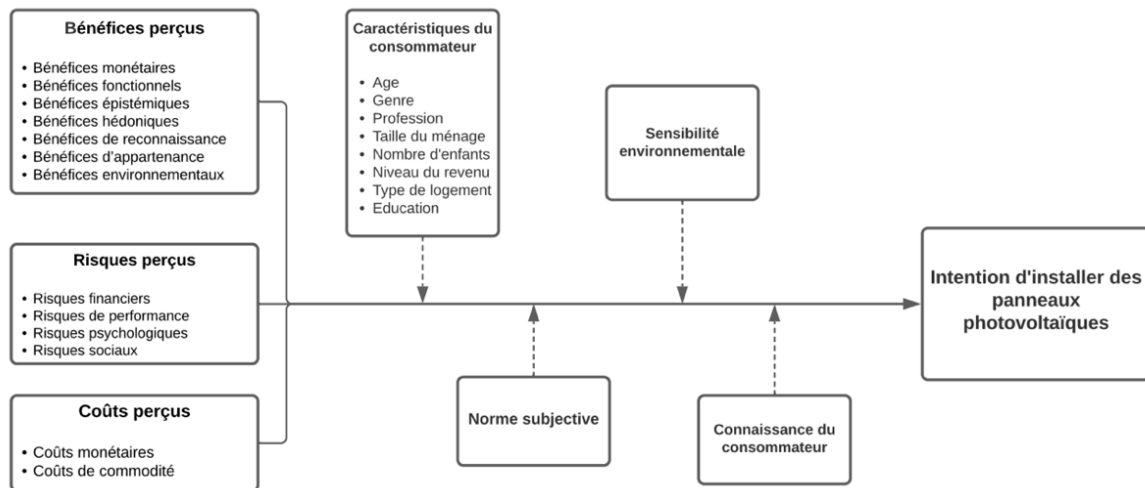 Bénéfices perçus
• Bénéfices monétaires
• Bénéfices fonctionnels
• Bénéfices épistémiques
• Bénéfices hédoniques
• Bénéfices de reconnaissance
• Bénéfices d'appartenance
• Bénéfices environnementaux
Risques perçus
• Risques financiers
• Risques de performance
• Risques psychologiques
• Risques sociaux
Coûts perçus
• Coûts monétaires
• Coûts de commodité
Caractéristiques du
consommateur
• Age
• Genre
• Profession
• Taille du ménage
• Nombre d'enfants
• Niveau du revenu
• Type de logement
• Education
Norme subjective
Sensibilité
environnementale
Connaissance du
consommateur
Intention d'installer des
panneaux
photovoltaïques